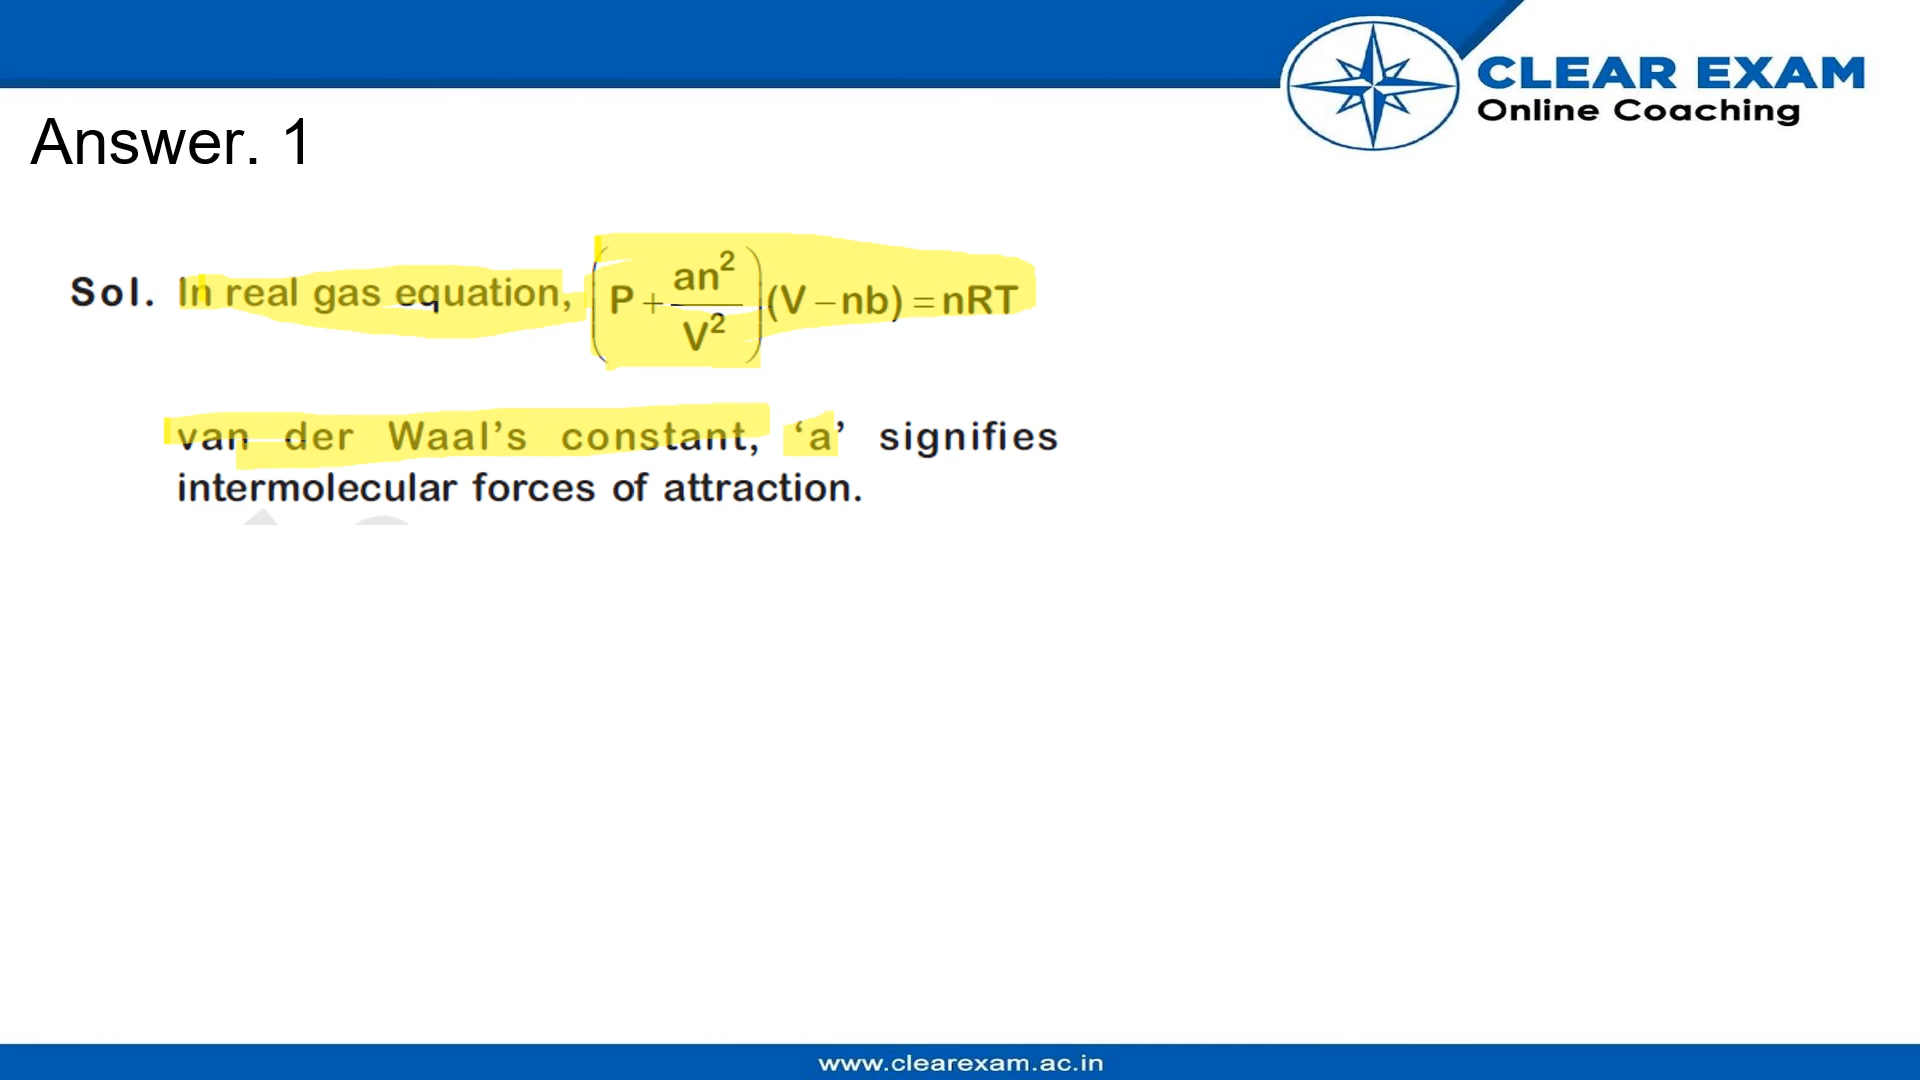 CLEAR EXAM
Online Coaching
Answer. 1
Sol. In real gas equation, (P + an²/V²)(V – nb) = nRT
van der Waal’s constant, ‘a’ signifies
intermolecular forces of attraction.
www.clearexam.ac.in